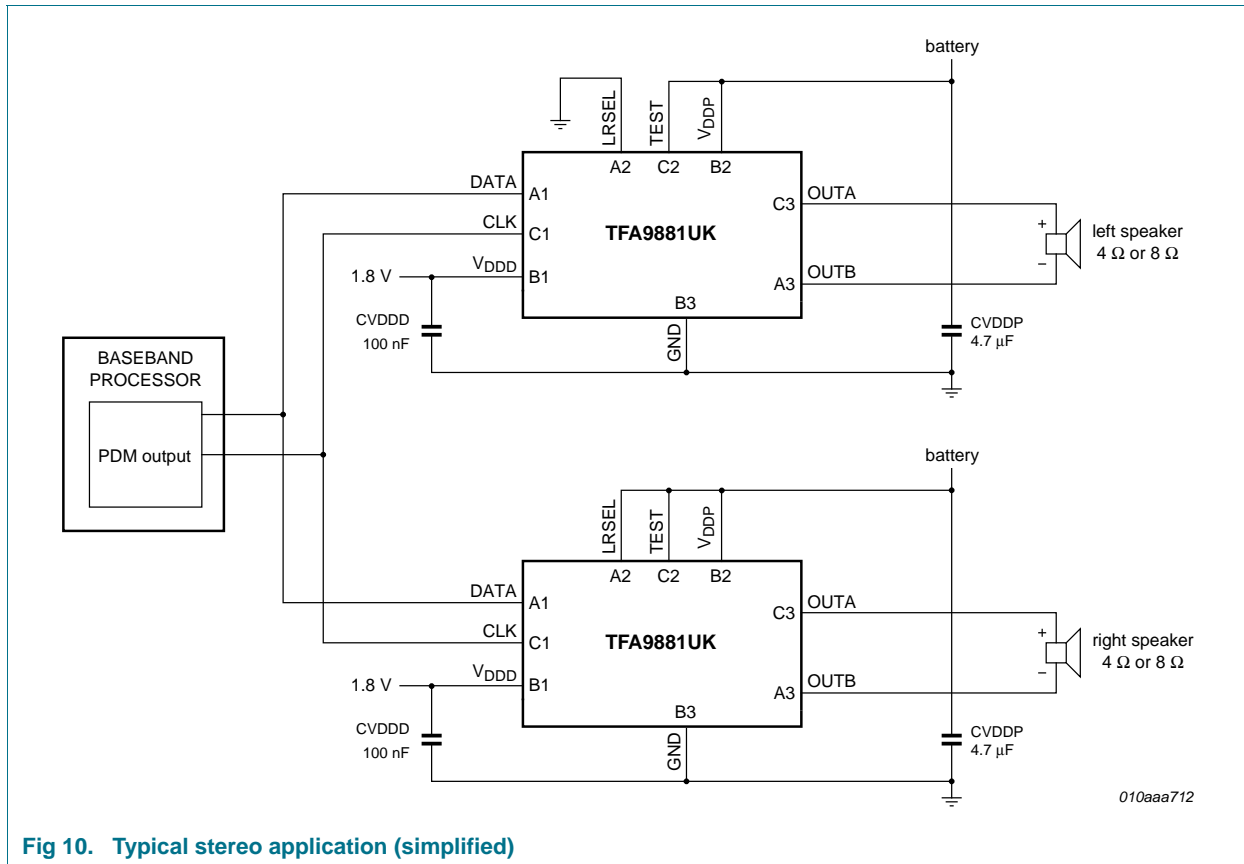 battery
LRSEL
TEST
VDDP
A2 C2 B2
DATA
A1
CLK
C1
VDDD
1.8 V
B1
TFA9881UK
C3
OUTA
A3
OUTB
+
−
left speaker
4 Ω or 8 Ω
B3
GND
CVDDD
100 nF
CVDDP
4.7 μF
BASEBAND
PROCESSOR
PDM output
battery
LRSEL
TEST
VDDP
A2 C2 B2
DATA
A1
CLK
C1
VDDD
1.8 V
B1
TFA9881UK
C3
OUTA
A3
OUTB
+
−
right speaker
4 Ω or 8 Ω
B3
GND
CVDDD
100 nF
CVDDP
4.7 μF
010aaa712
Fig 10. Typical stereo application (simplified)